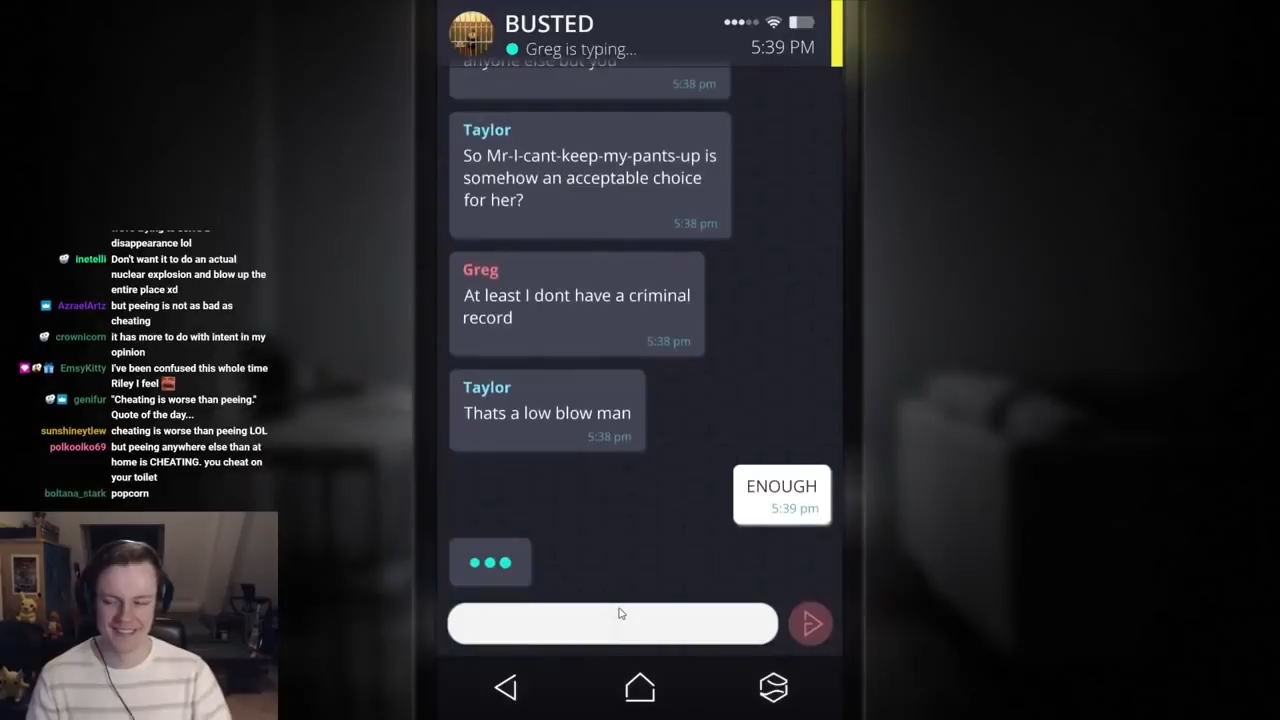 BUSTED
Greg is typing...
5:39 PM
anyone else but you
5:38 pm
Taylor
So Mr-I-cant-keep-my-pants-up is
somehow an acceptable choice
for her?
5:38 pm
Greg
At least I dont have a criminal
record
5:38 pm
Taylor
Thats a low blow man
5:38 pm
ENOUGH
5:39 pm
disappearance lol
inetelli Don't want it to do an actual
nuclear explosion and blow up the
entire place xd
AzraelArtz but peeing is not as bad as
cheating
crownicorn it has more to do with intent in my
opinion
EmsyKitty I've been confused this whole time
Riley I feel
genifur "Cheating is worse than peeing."
Quote of the day...
sunshineytlew cheating is worse than peeing LOL
polkoolko69 but peeing anywhere else than at
home is CHEATING. you cheat on
your toilet
boltana_stark popcorn